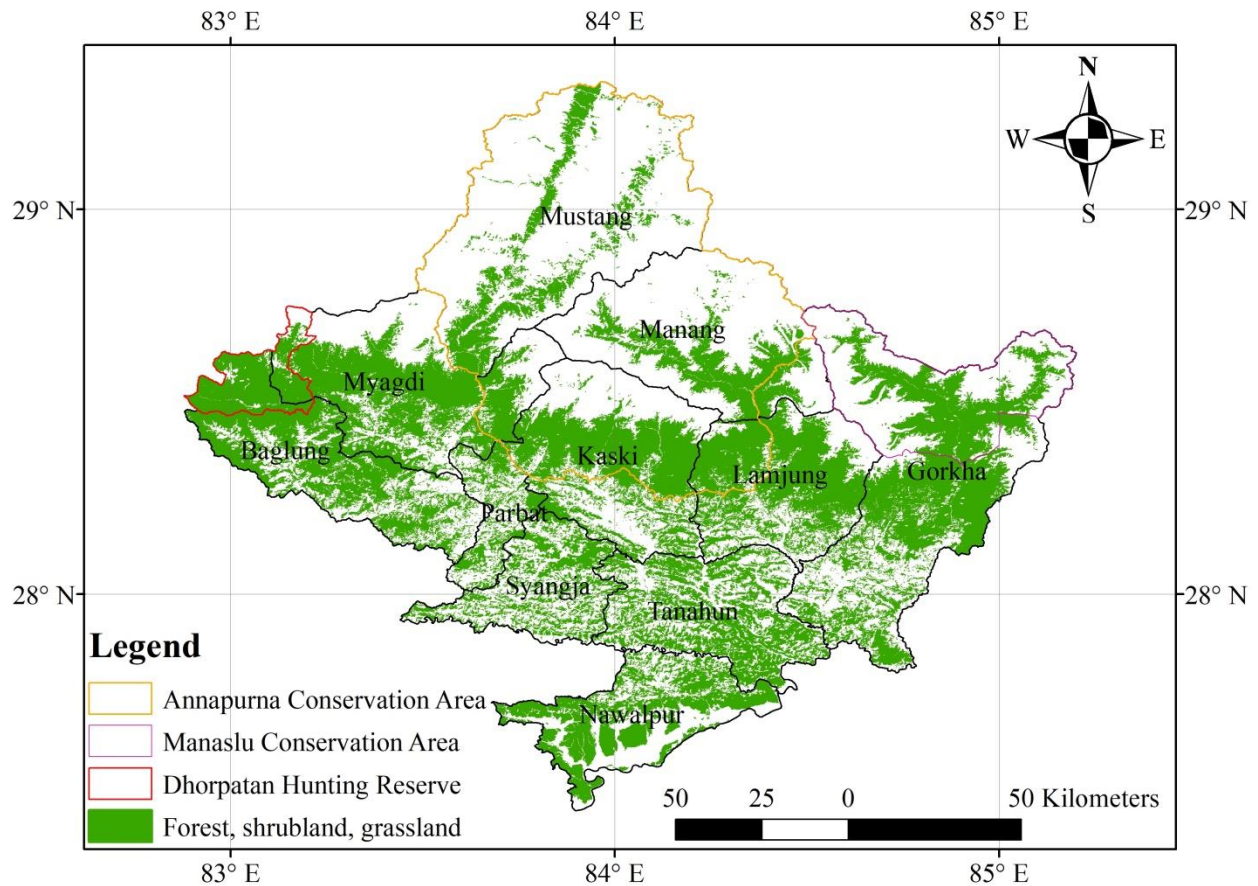 83° E 84° E 85° E
N
W E
S
29° N 29° N
Mustang
Manang
Myagdi
Baglung Kaski Lamjung Gorkha
Parbat
Syangja
Tanahun
28° N 28° N
Nawalpur
Legend
Annapurna Conservation Area
Manaslu Conservation Area
Dhorpatan Hunting Reserve
Forest, shrubland, grassland
50 25 0 50 Kilometers
83° E 84° E 85° E